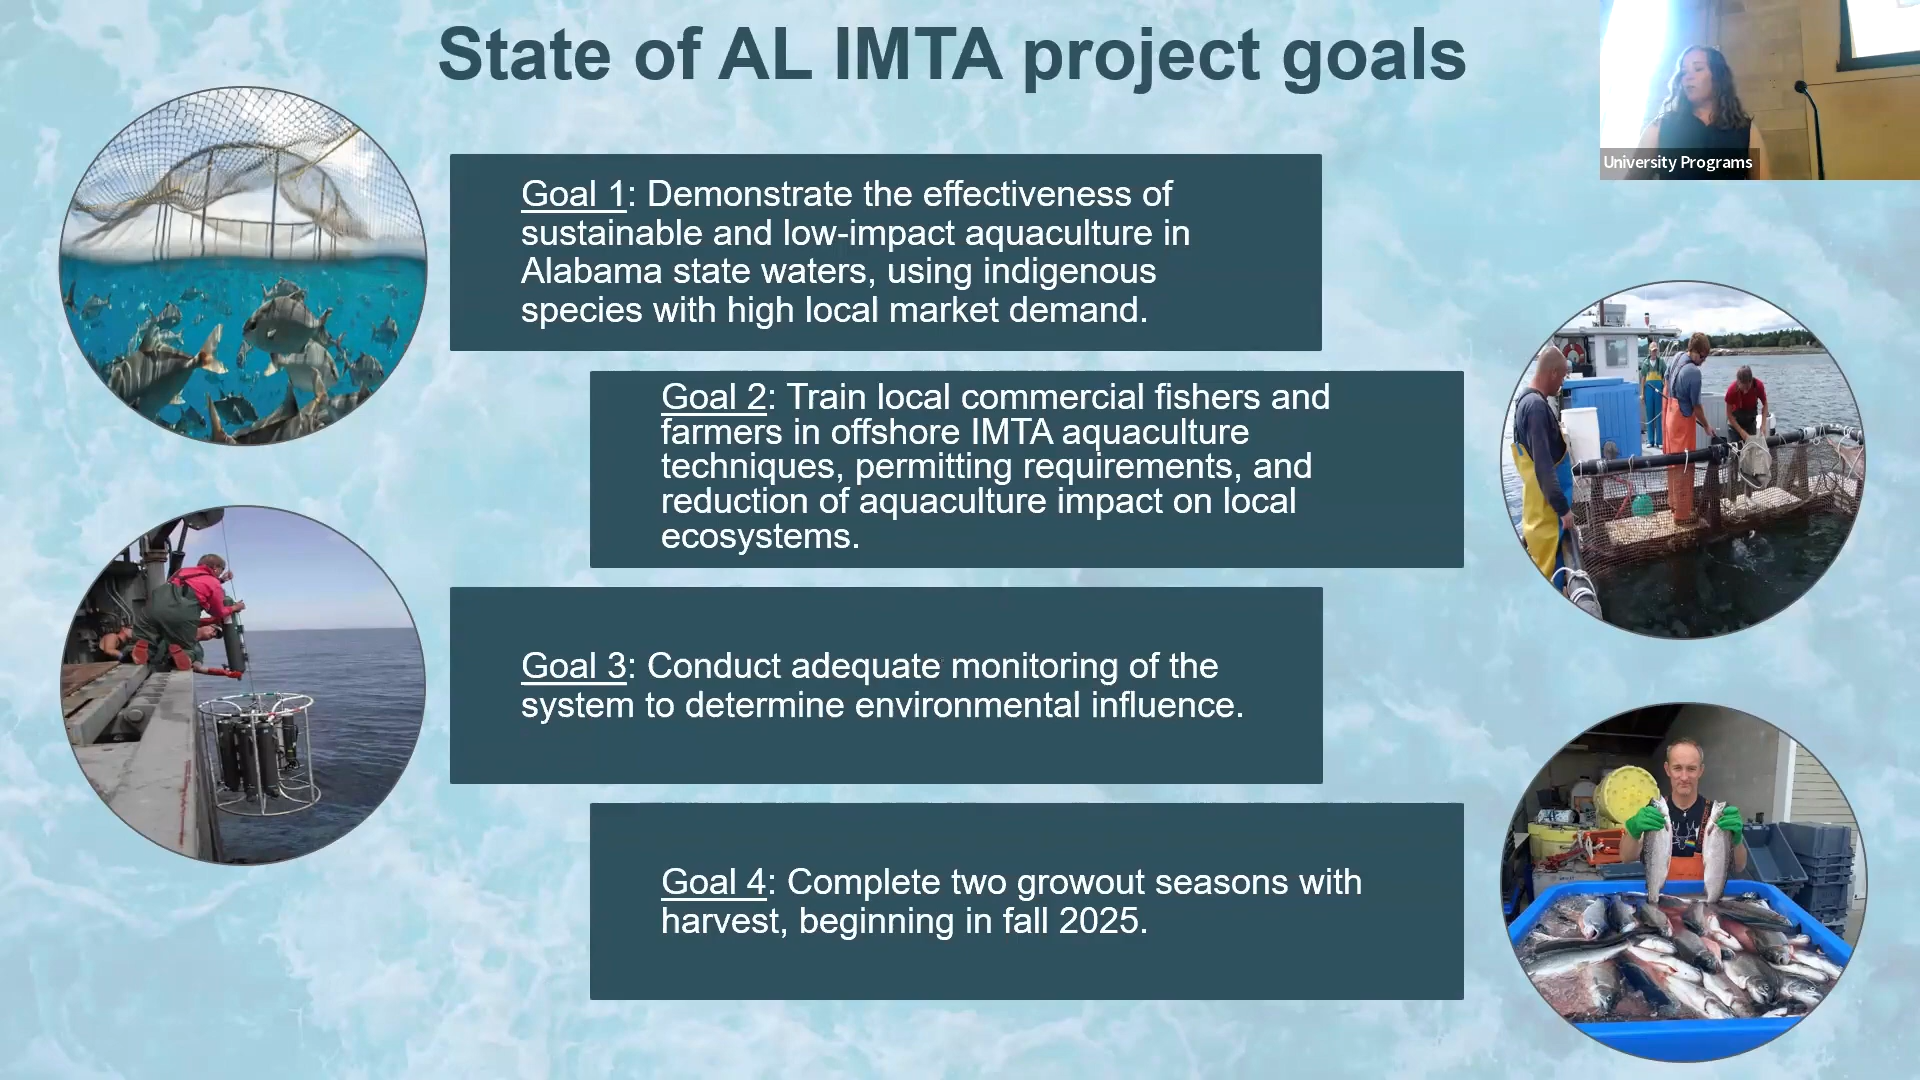 State of AL IMTA project goals
University Programs
Goal 1: Demonstrate the effectiveness of
sustainable and low-impact aquaculture in
Alabama state waters, using indigenous
species with high local market demand.
Goal 2: Train local commercial fishers and
farmers in offshore IMTA aquaculture
techniques, permitting requirements, and
reduction of aquaculture impact on local
ecosystems.
Goal 3: Conduct adequate monitoring of the
system to determine environmental influence.
Goal 4: Complete two growout seasons with
harvest, beginning in fall 2025.